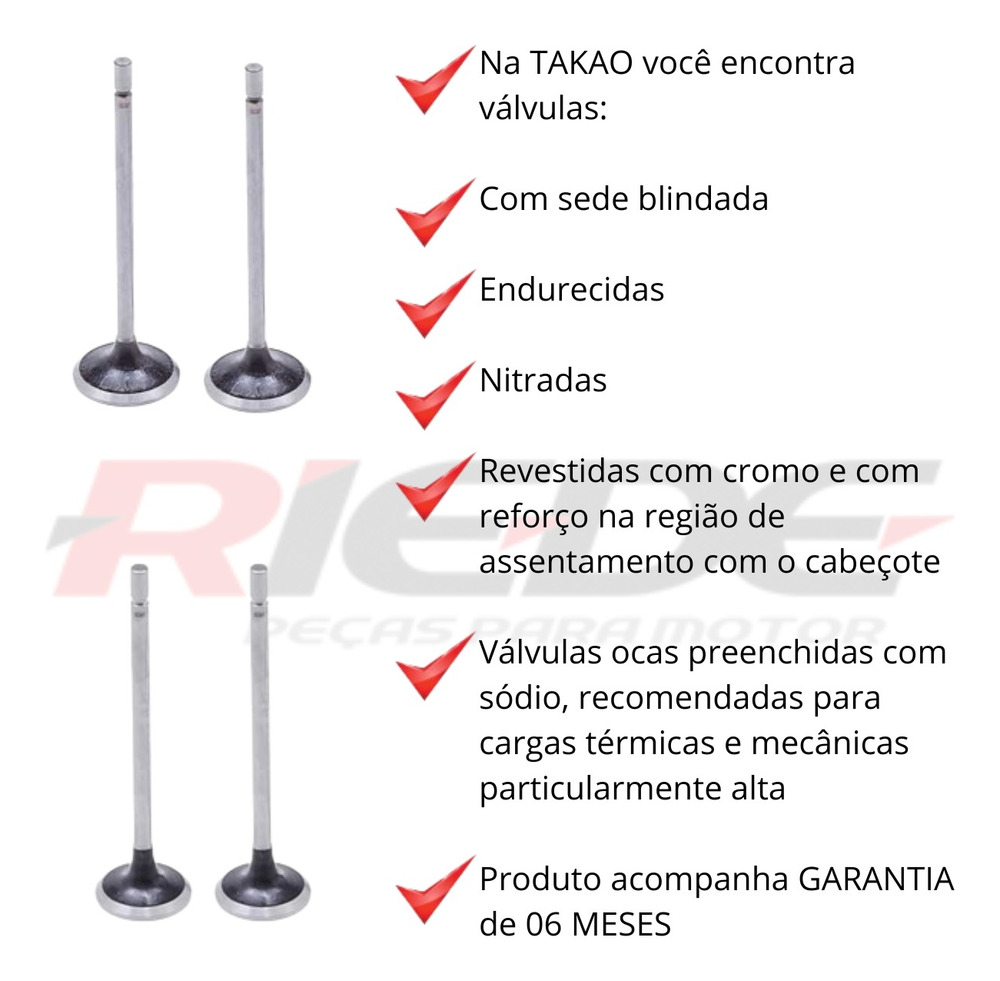 Na TAKAO você encontra
válvulas:
Com sede blindada
Endurecidas
Nitradas
Revestidas com cromo e com
reforço na região de
assentamento com o cabeçote
RIEDE
PEÇAS PARA MOTOR
Válvulas ocas preenchidas com
sódio, recomendadas para
cargas térmicas e mecânicas
particularmente alta
Produto acompanha GARANTIA
de 06 MESES